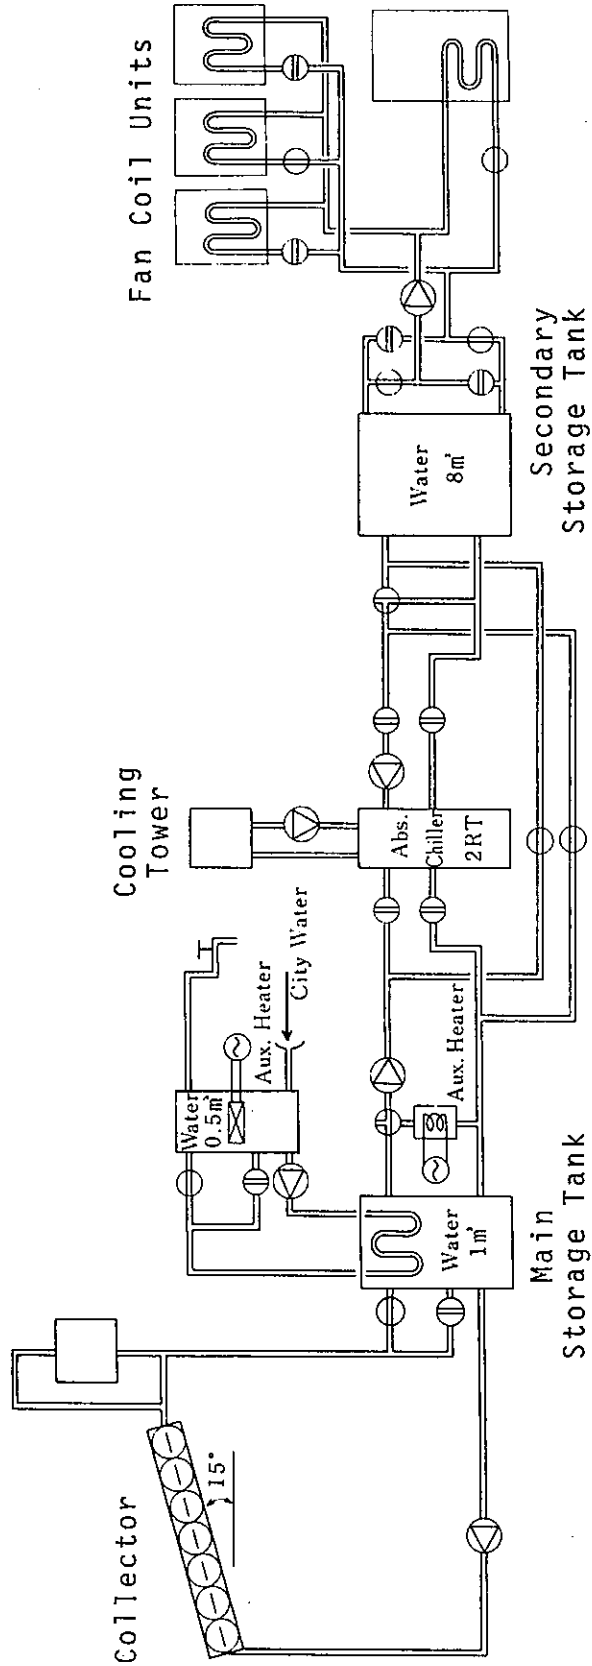 Collector
15°
Water
0.5㎥
Aux. Heater
City Water
Main
Storage Tank
Water
1㎥
Aux. Heater
Cooling
Tower
Abs.
Chiller
2RT
Secondary
Storage Tank
Water
8㎥
Fan Coil Units